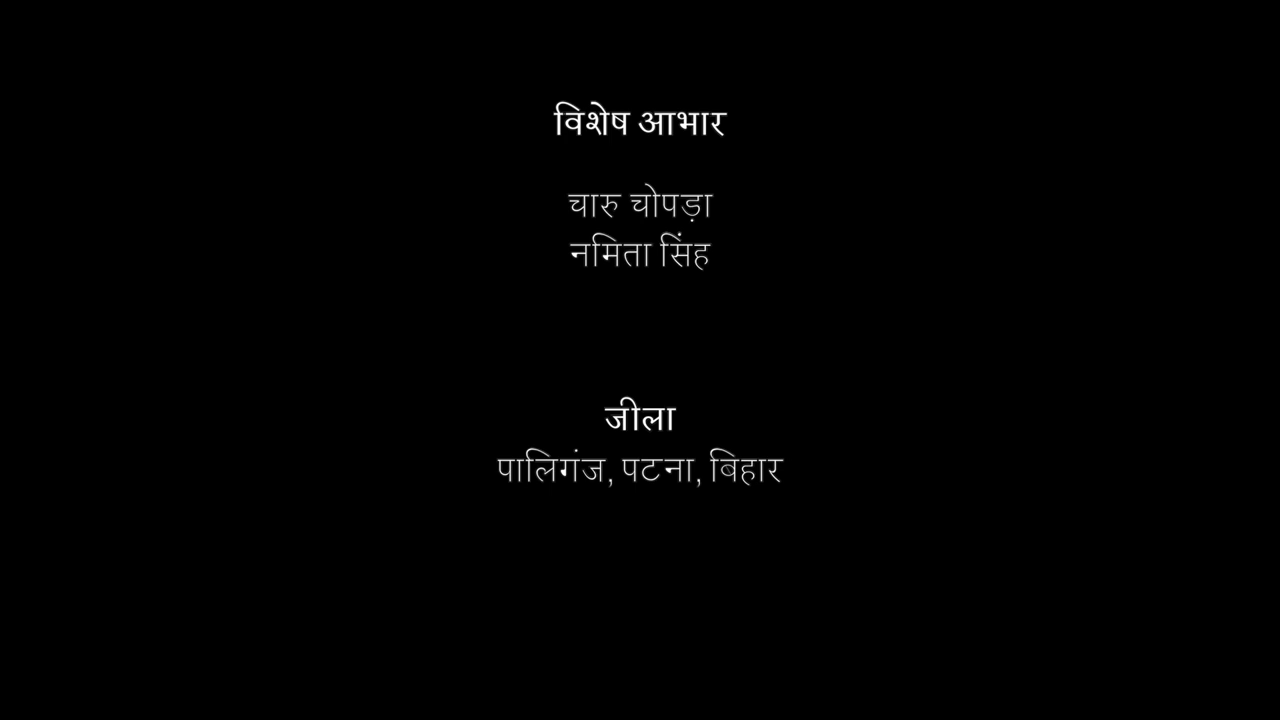 विशेष आभार
चारु चोपड़ा
नमिता सिंह
जीला
पालिगंज, पटना, बिहार